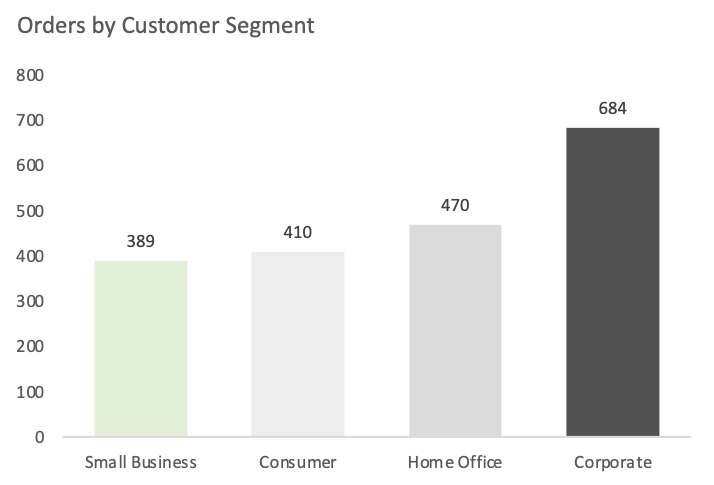 Orders by Customer Segment
800
700
600
500
400
300
200
100
0
389
410
470
684
Small Business
Consumer
Home Office
Corporate